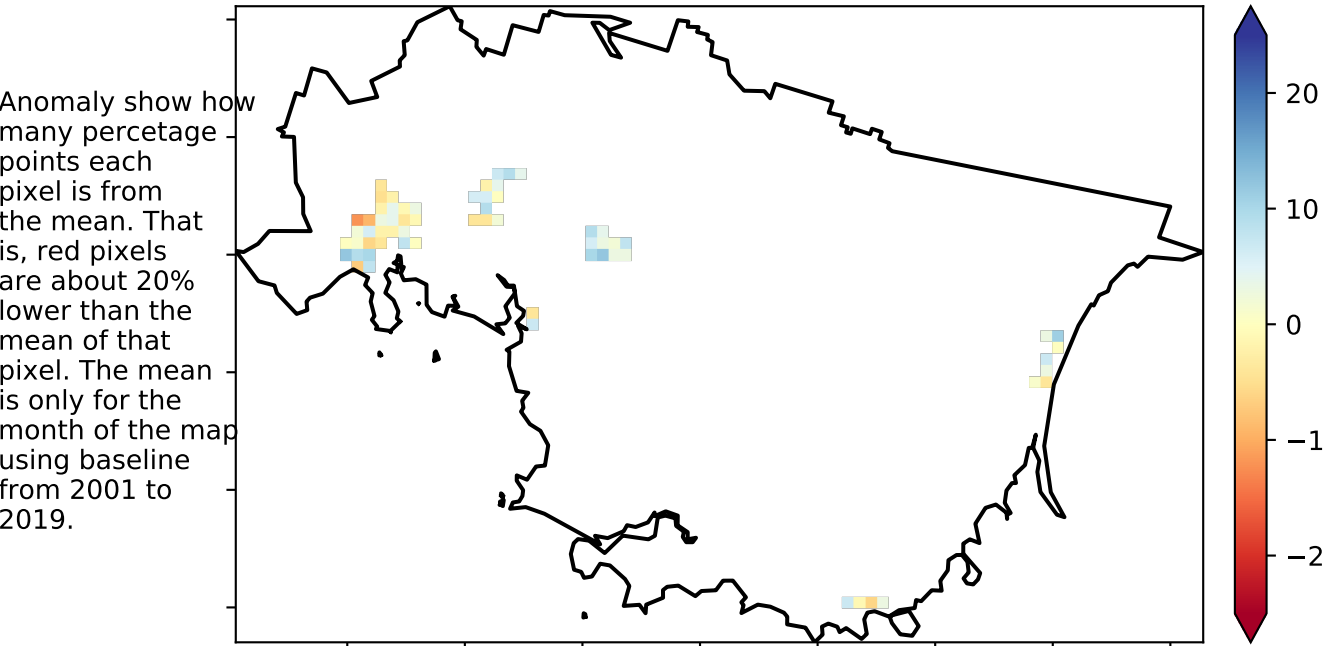 Anomaly show how
many percetage
points each
pixel is from
the mean. That
is, red pixels
are about 20%
lower than the
mean of that
pixel. The mean
is only for the
month of the map
using baseline
from 2001 to
2019.
20
10
0
−1
−2